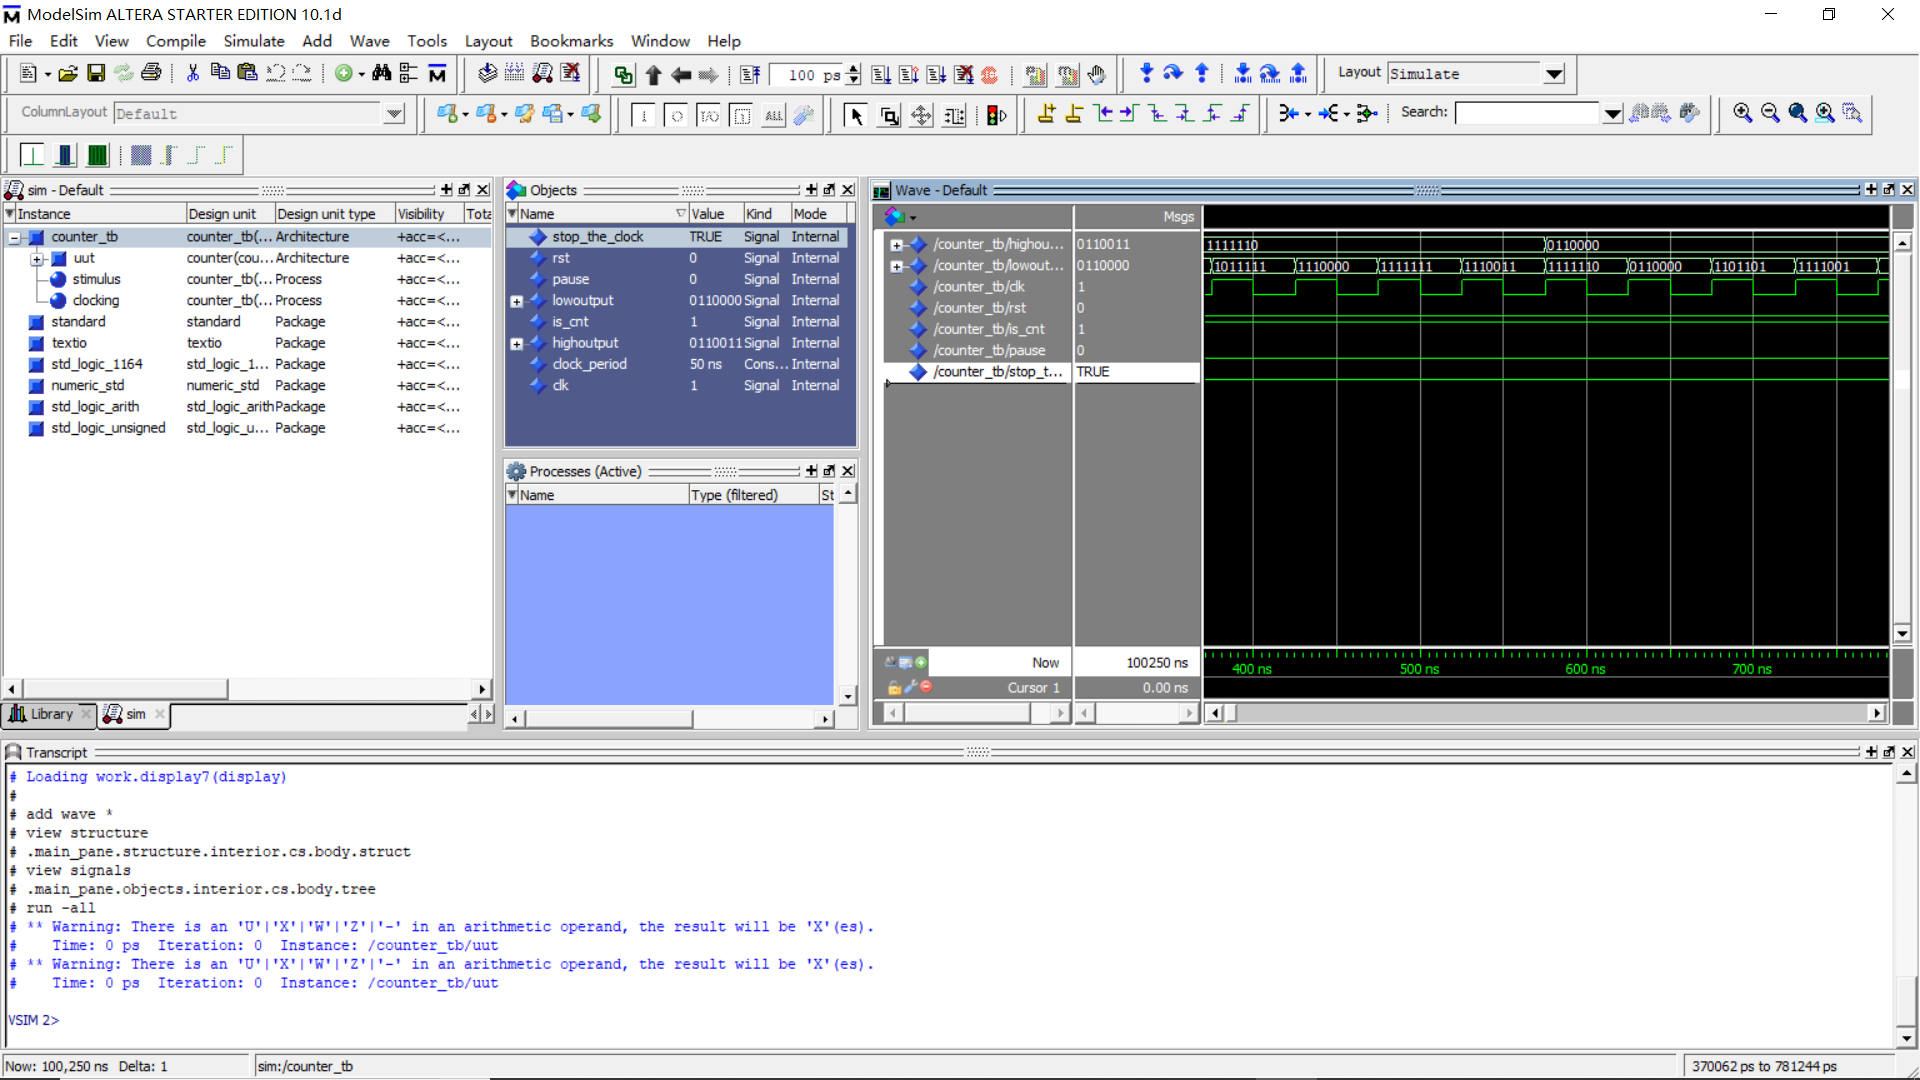 ModelSim ALTERA STARTER EDITION 10.1d
File Edit View Compile Simulate Add Wave Tools Layout Bookmarks Window Help
100 ps
Layout Simulate
ColumnLayout Default
ALL
Search:
sim - Default
Instance Design unit Design unit type Visibility Tota
counter_tb counter_tb(... Architecture +acc=<...
uut counter(cou... Architecture +acc=<...
stimulus counter_tb(... Process +acc=<...
clocking counter_tb(... Process +acc=<...
standard standard Package +acc=<...
textio textio Package +acc=<...
std_logic_1164 std_logic_1... Package +acc=<...
numeric_std numeric_std Package +acc=<...
std_logic_arith std_logic_arith Package +acc=<...
std_logic_unsigned std_logic_u... Package +acc=<...
Library
sim
Objects
Name Value Kind Mode
stop_the_clock TRUE Signal Internal
rst 0 Signal Internal
pause 0 Signal Internal
lowoutput 0110000 Signal Internal
is_cnt 1 Signal Internal
highoutput 0110011 Signal Internal
clock_period 50 ns Cons... Internal
clk 1 Signal Internal
Processes (Active)
Name Type (filtered) St
Wave - Default
Msgs
/counter_tb/highou... 0110011 1111110 0110000
/counter_tb/lowout... 0110000 1011111 1110000 1111111 1110011 1111110 0110000 1101101 1111001
/counter_tb/clk 1
/counter_tb/rst 0
/counter_tb/is_cnt 1
/counter_tb/pause 0
/counter_tb/stop_t... TRUE
Now 100250 ns 400 ns 500 ns 600 ns 700 ns
Cursor 1 0.00 ns
Transcript
# Loading work.display7(display)
#
# add wave *
# view structure
# .main_pane.structure.interior.cs.body.struct
# view signals
# .main_pane.objects.interior.cs.body.tree
# run -all
# ** Warning: There is an 'U'|'X'|'W'|'Z'|'-' in an arithmetic operand, the result will be 'X'(es).
# Time: 0 ps Iteration: 0 Instance: /counter_tb/uut
# ** Warning: There is an 'U'|'X'|'W'|'Z'|'-' in an arithmetic operand, the result will be 'X'(es).
# Time: 0 ps Iteration: 0 Instance: /counter_tb/uut
VSIM 2>
Now: 100,250 ns Delta: 1
sim:/counter_tb
370062 ps to 781244 ps